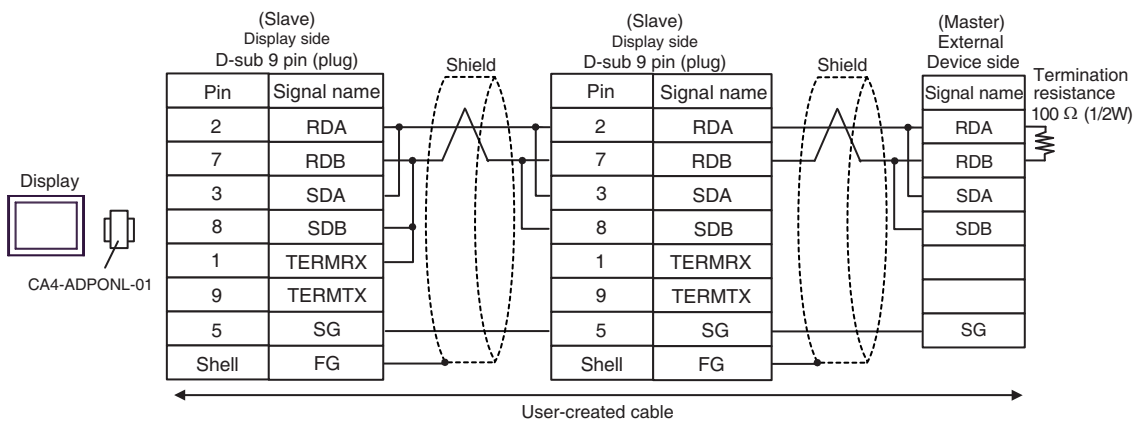 (Slave)
Display side
D-sub 9 pin (plug)
Shield
(Slave)
Display side
D-sub 9 pin (plug)
Shield
(Master)
External
Device side
Termination
resistance
100 Ω (1/2W)
Pin Signal name
2 RDA
7 RDB
3 SDA
8 SDB
1 TERMRX
9 TERMTX
5 SG
Shell FG
Pin Signal name
2 RDA
7 RDB
3 SDA
8 SDB
1 TERMRX
9 TERMTX
5 SG
Shell FG
Signal name
RDA
RDB
SDA
SDB
SG
Display
CA4-ADPONL-01
User-created cable